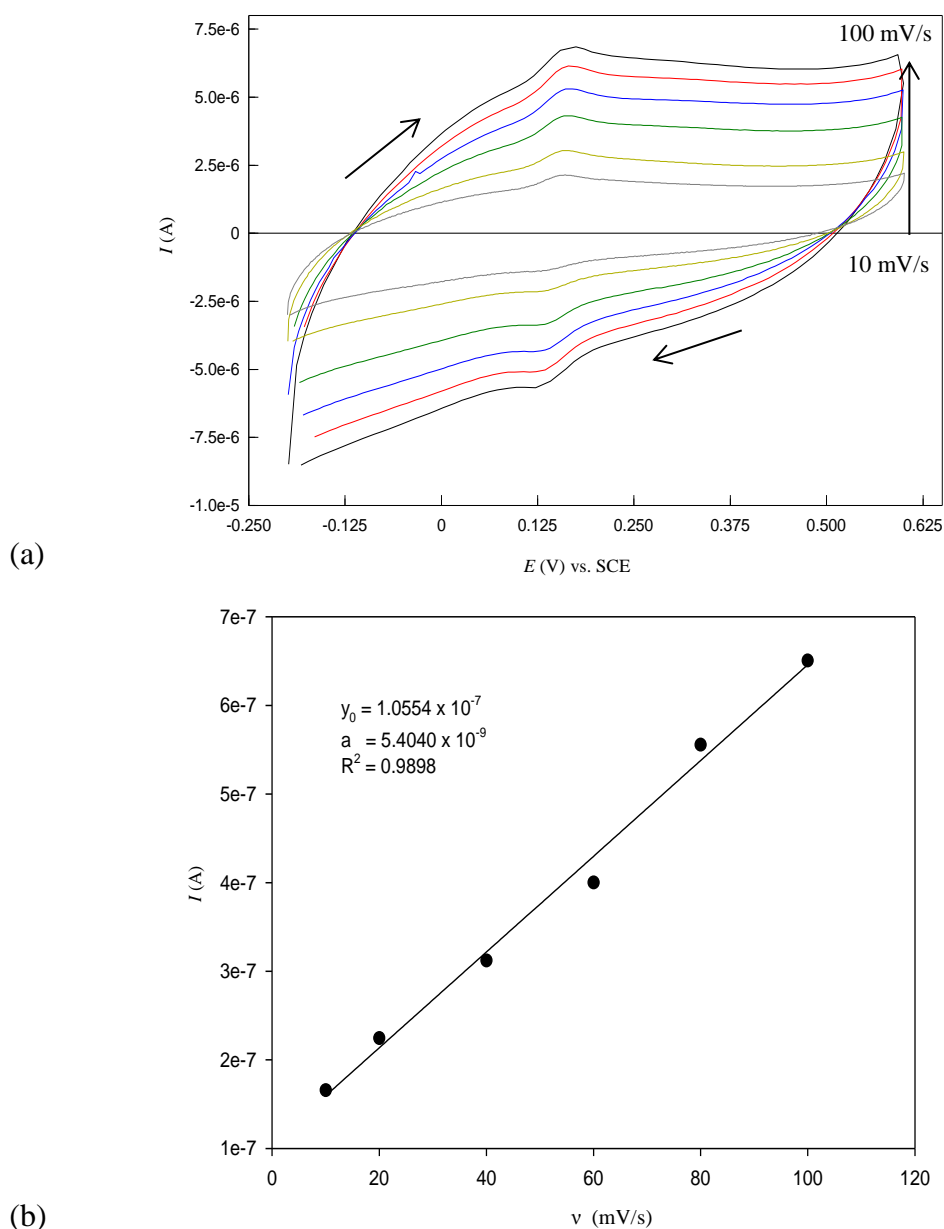 100 mV/s
7.5e-6
5.0e-6
2.5e-6
0
-2.5e-6
-5.0e-6
-7.5e-6
-1.0e-5
I (A)
10 mV/s
-0.250 -0.125 0 0.125 0.250 0.375 0.500 0.625
E (V) vs. SCE
(a)
7e-7
6e-7
5e-7
4e-7
3e-7
2e-7
1e-7
I (A)
y₀ = 1.0554 x 10⁻⁷
a = 5.4040 x 10⁻⁹
R² = 0.9898
0 20 40 60 80 100 120
ν (mV/s)
(b)